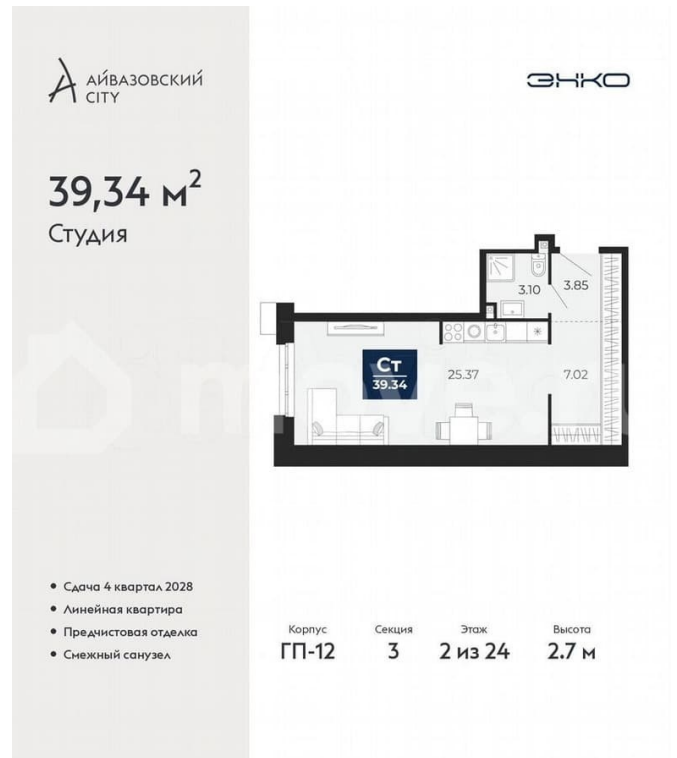 АЙВАЗОВСКИЙ
CITY
ЭНКО
39,34 м²
Студия
3.10
3.85
Ст
39.34
25.37
7.02
• Сдача 4 квартал 2028
• Линейная квартира
• Предчистовая отделка
• Смежный санузел
Корпус Секция Этаж Высота
ГП-12 3 2 из 24 2.7 м